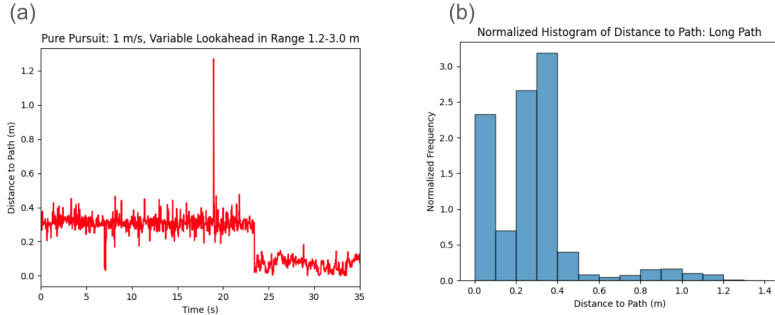 (a)
Pure Pursuit: 1 m/s, Variable Lookahead in Range 1.2-3.0 m
Distance to Path (m)
1.2
1.0
0.8
0.6
0.4
0.2
0.0
0 5 10 15 20 25 30 35
Time (s)
(b)
Normalized Histogram of Distance to Path: Long Path
Normalized Frequency
3.0
2.5
2.0
1.5
1.0
0.5
0.0
0.0 0.2 0.4 0.6 0.8 1.0 1.2 1.4
Distance to Path (m)